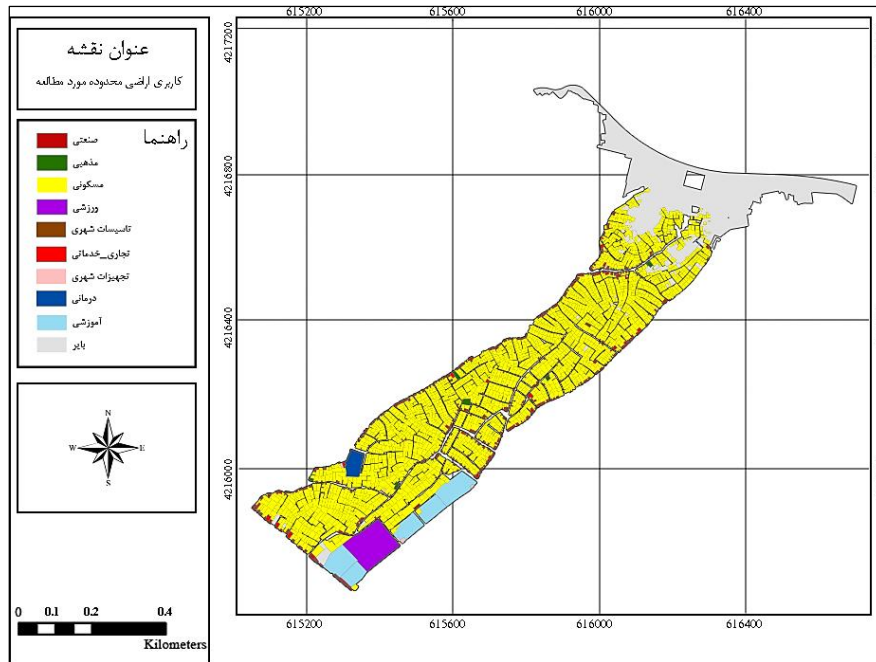 عنوان نقشه
کاربری اراضی محدوده مورد مطالعه
راهنما
صنعتی
مذهبی
مسکونی
ورزشی
تاسیسات شهری
تجاری_خدماتی
تجهیزات شهری
درمانی
آموزشی
بایر
N
W E
S
0 0.1 0.2 0.4
Kilometers
615200 615600 616000 616400
4217200
4216800
4216400
4216000
615200 615600 616000 616400